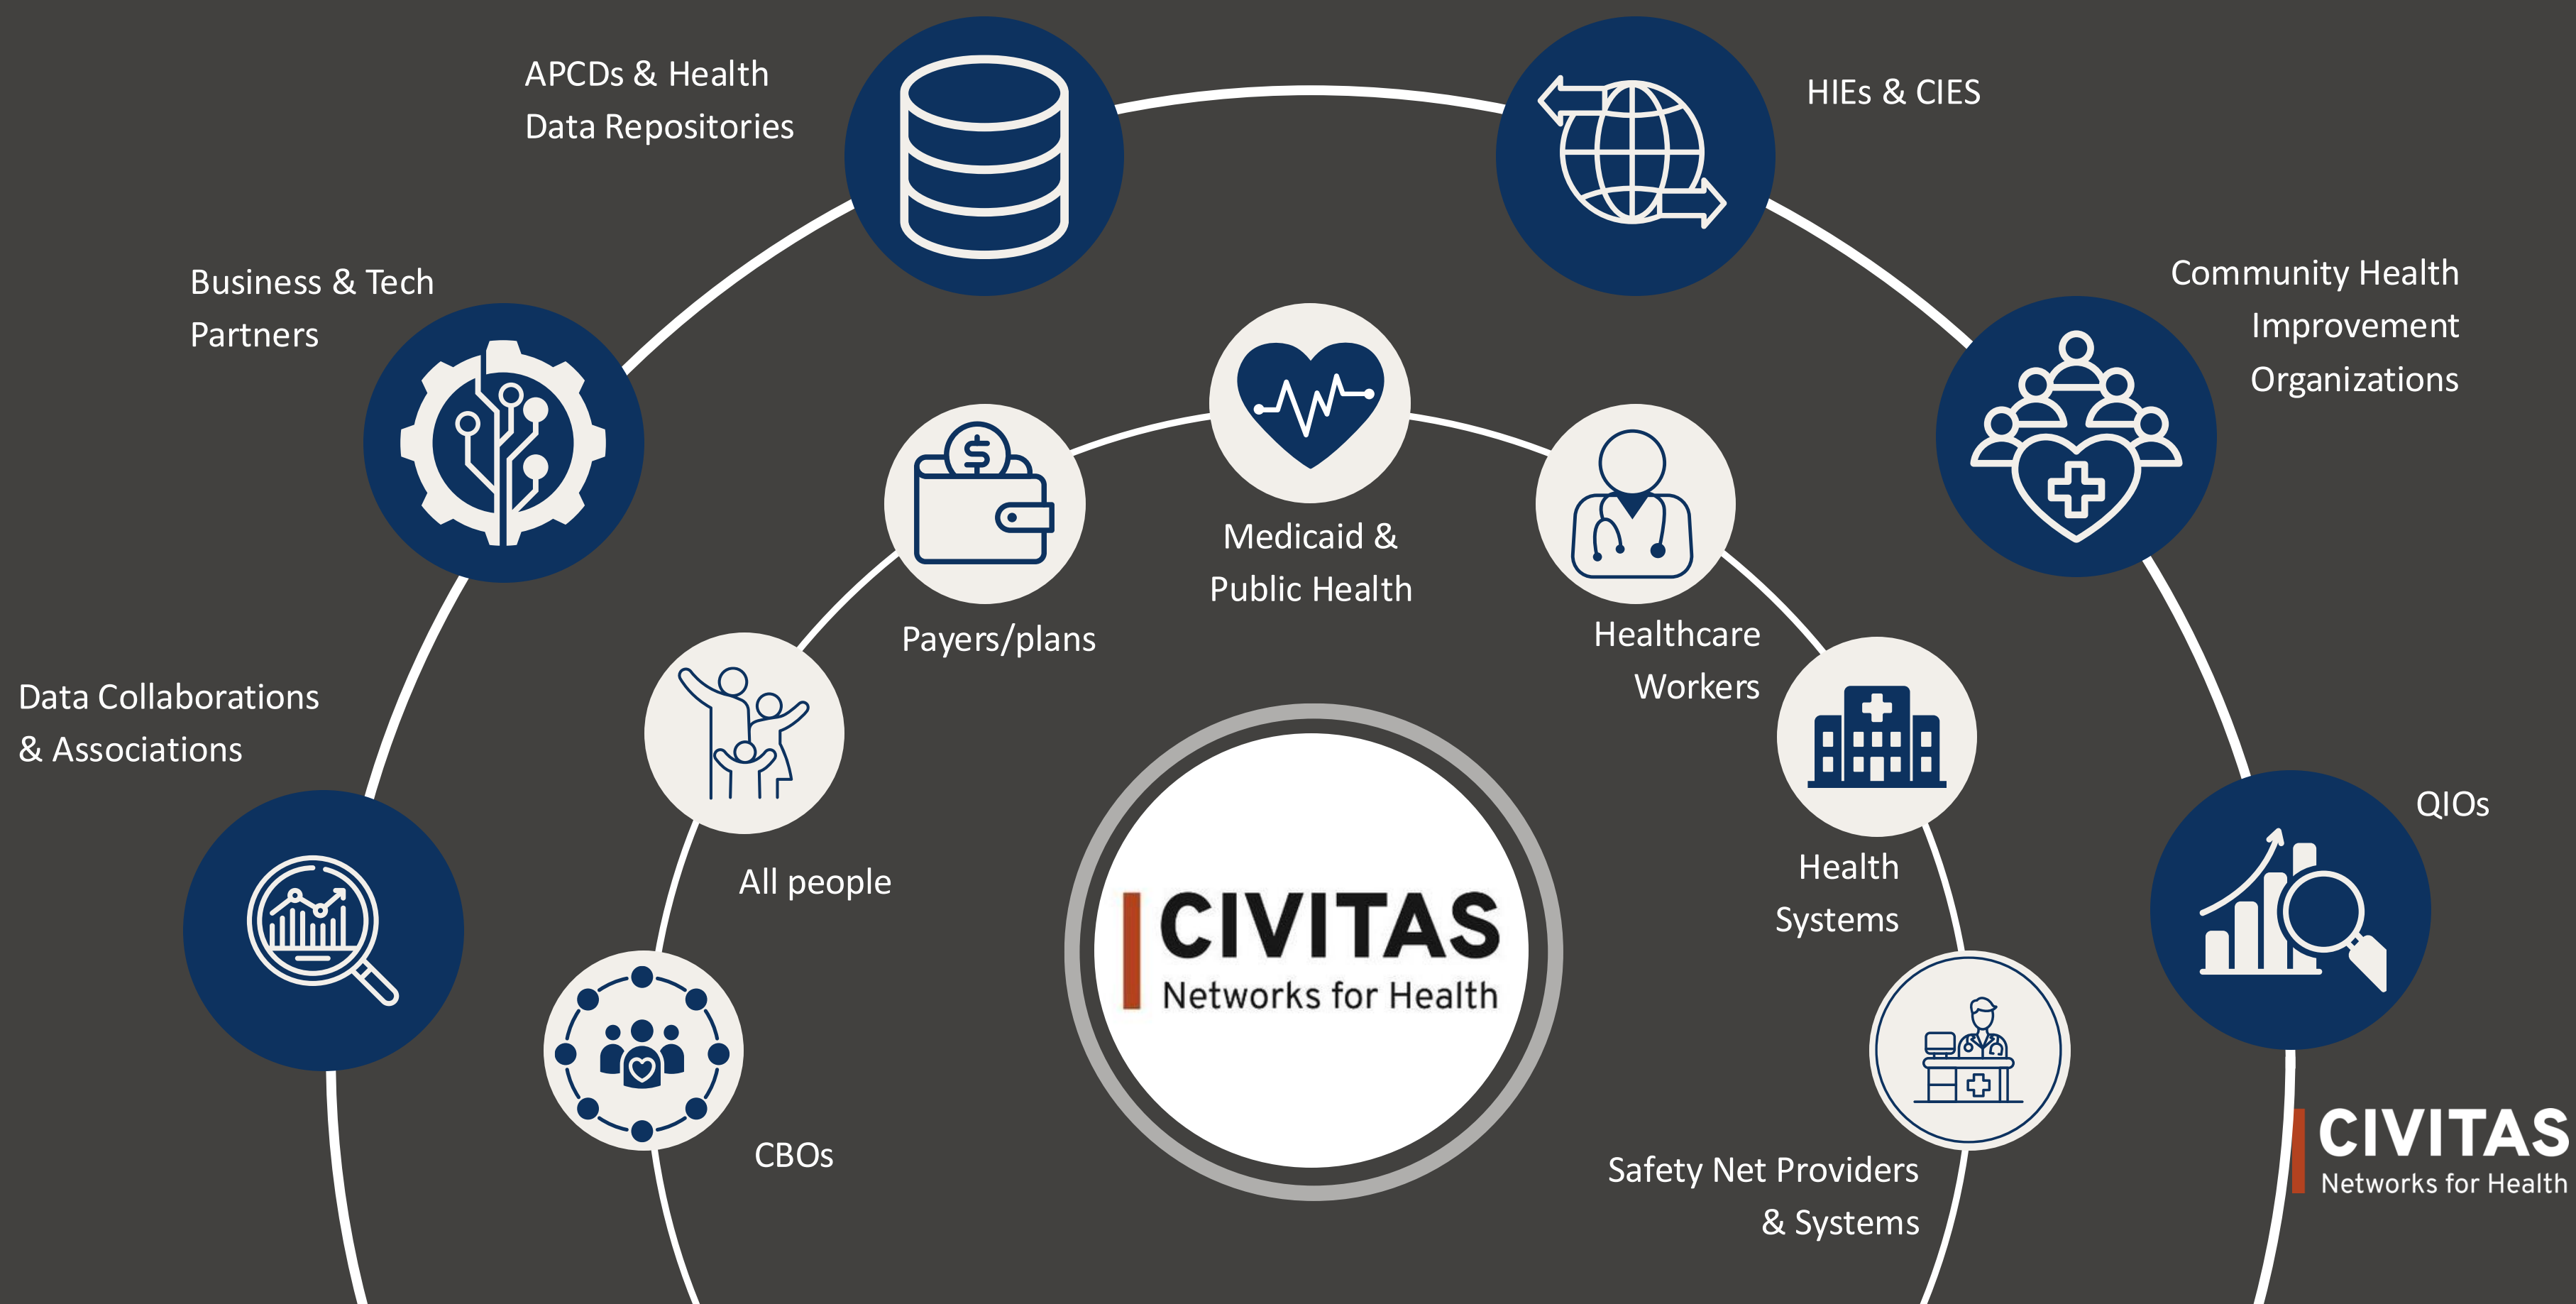 APCDs & Health
Data Repositories
HIEs & CIES
Business & Tech
Partners
Community Health
Improvement
Organizations
Medicaid &
Public Health
Payers/plans
Healthcare
Workers
Data Collaborations
& Associations
All people
Health
Systems
QIOs
CIVITAS
Networks for Health
CBOs
Safety Net Providers
& Systems
CIVITAS
Networks for Health
$